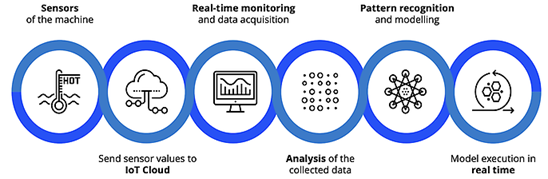 Sensors
of the machine
Real-time monitoring
and data acquisition
Pattern recognition
and modelling
HOT
Send sensor values to
IoT Cloud
Analysis of the
collected data
Model execution in
real time